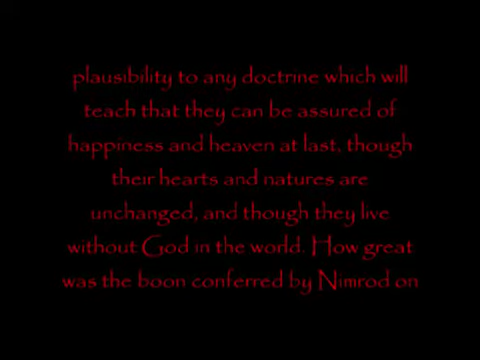 plausibility to any doctrine which will
teach that they can be assured of
happiness and heaven at last, though
their hearts and natures are
unchanged, and though they live
without God in the world. How great
was the boon conferred by Nimrod on